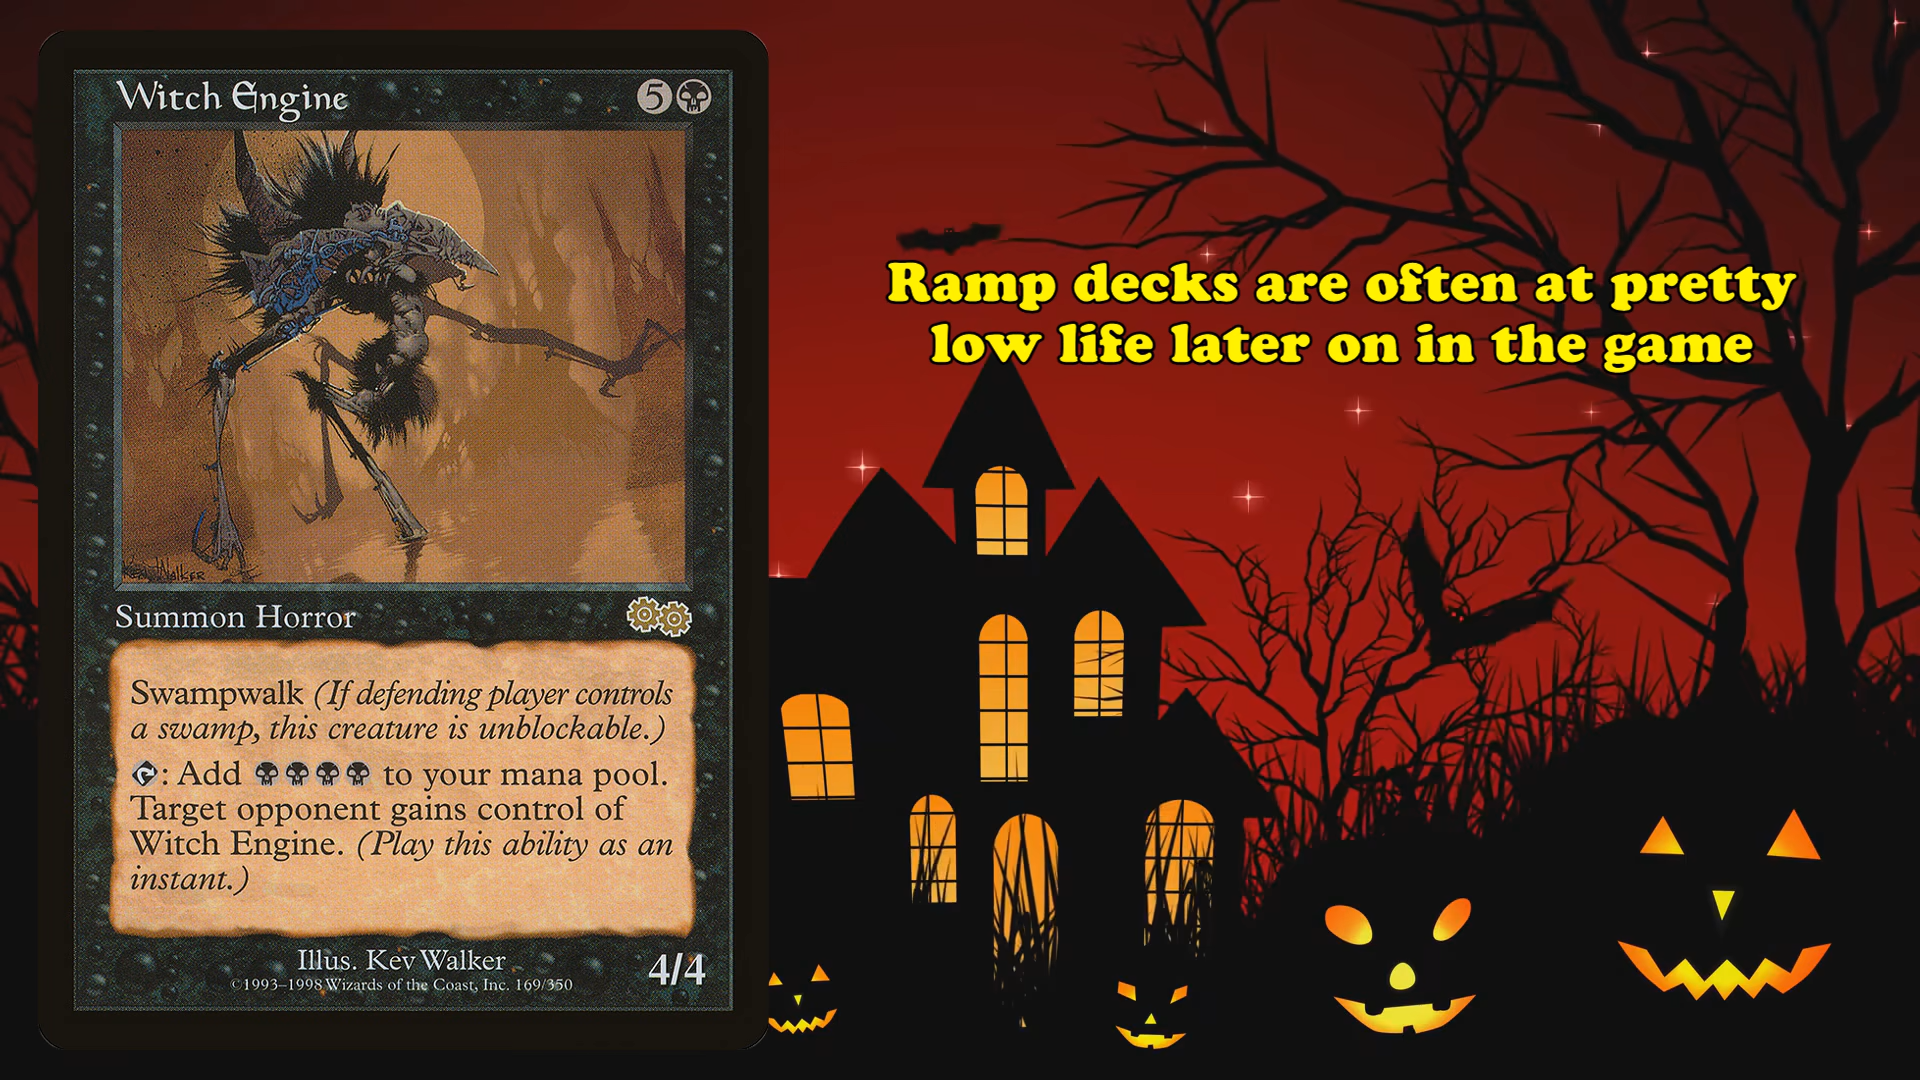 Witch Engine 5
Ramp decks are often at pretty
low life later on in the game
Summon Horror
Swampwalk (If defending player controls
a swamp, this creature is unblockable.)
: Add to your mana pool.
Target opponent gains control of
Witch Engine. (Play this ability as an
instant.)
Illus. Kev Walker
©1993–1998 Wizards of the Coast, Inc. 169/350
4/4